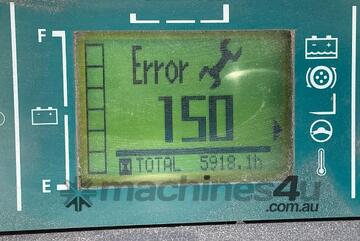 F
Error
150
TOTAL 5918.1h
E
machines4u
.com.au